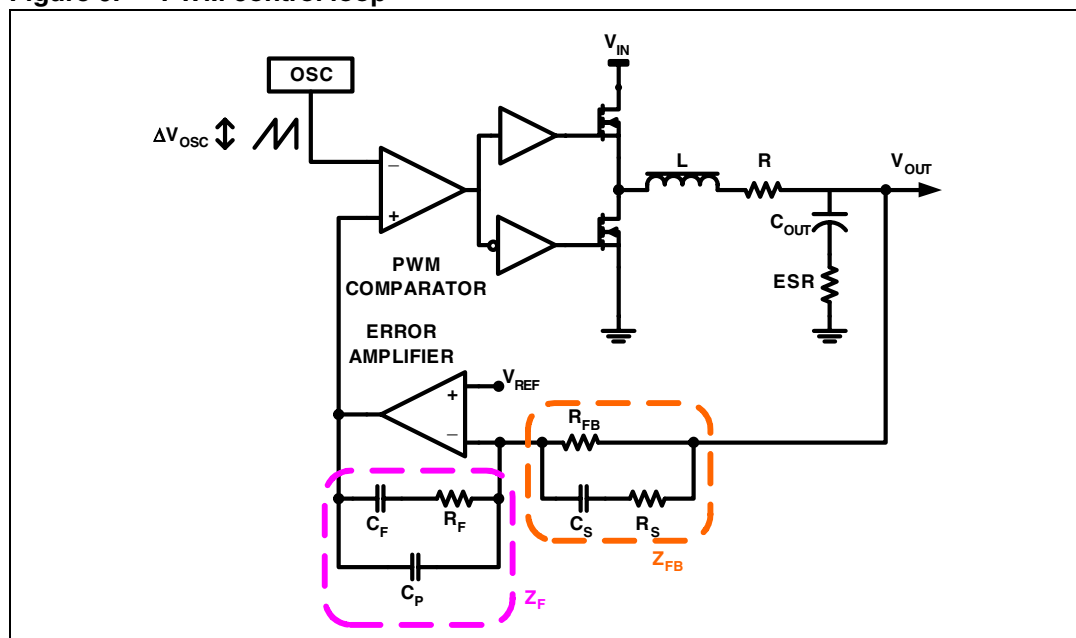 OSC
V_IN
ΔV_OSC
L
R
V_OUT
−
+
C_OUT
ESR
PWM
COMPARATOR
ERROR
AMPLIFIER
V_REF
+
−
R_FB
C_F
R_F
C_S
R_S
Z_FB
C_P
Z_F